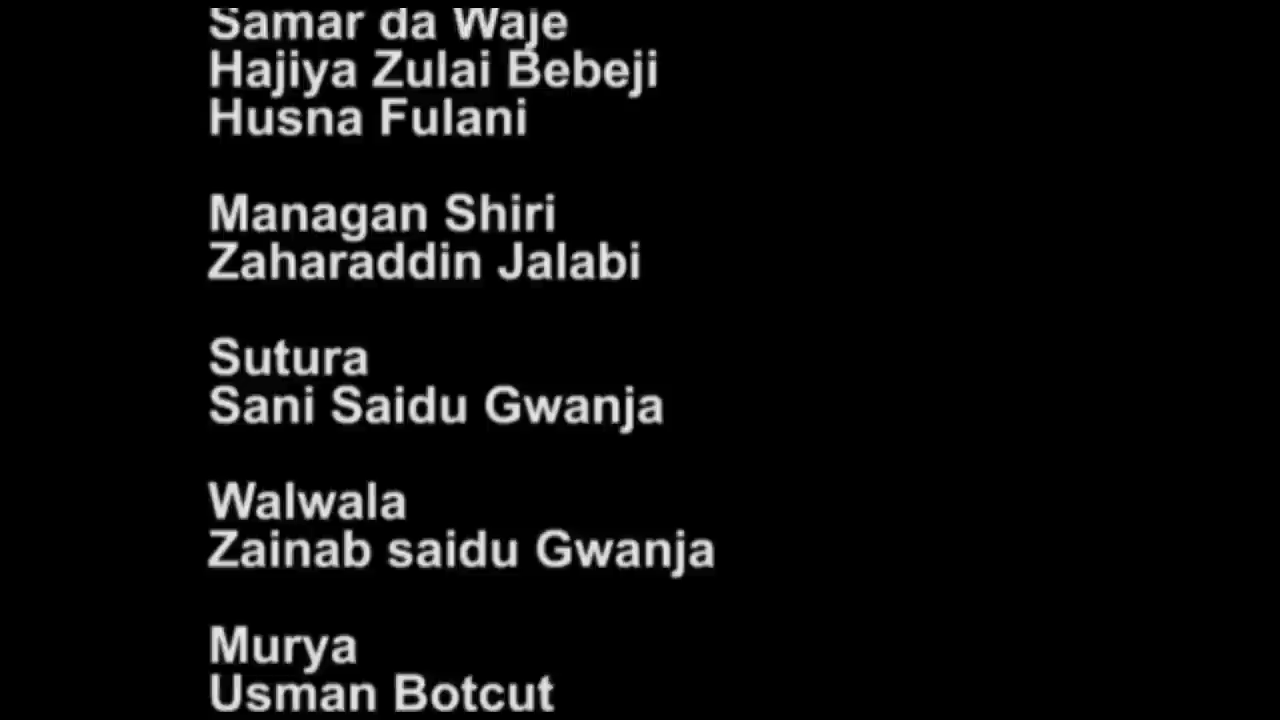 Samar da Waje
Hajiya Zulai Bebeji
Husna Fulani
Managan Shiri
Zaharaddin Jalabi
Sutura
Sani Saidu Gwanja
Walwala
Zainab saidu Gwanja
Murya
Usman Botcut